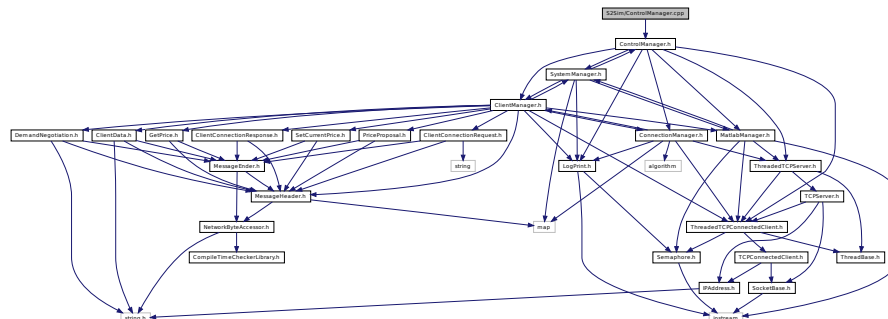 S2Sim/ControlManager.cpp
ControlManager.h
SystemManager.h
ClientManager.h
DemandNegotiation.h
ClientData.h
GetPrice.h
ClientConnectionResponse.h
SetCurrentPrice.h
PriceProposal.h
ClientConnectionRequest.h
ConnectionManager.h
MatlabManager.h
MessageEnder.h
string
LogPrint.h
algorithm
ThreadedTCPServer.h
MessageHeader.h
TCPServer.h
NetworkByteAccessor.h
map
ThreadedTCPConnectedClient.h
CompileTimeCheckerLibrary.h
Semaphore.h
TCPConnectedClient.h
ThreadBase.h
IPAddress.h
SocketBase.h
string.h
iostream